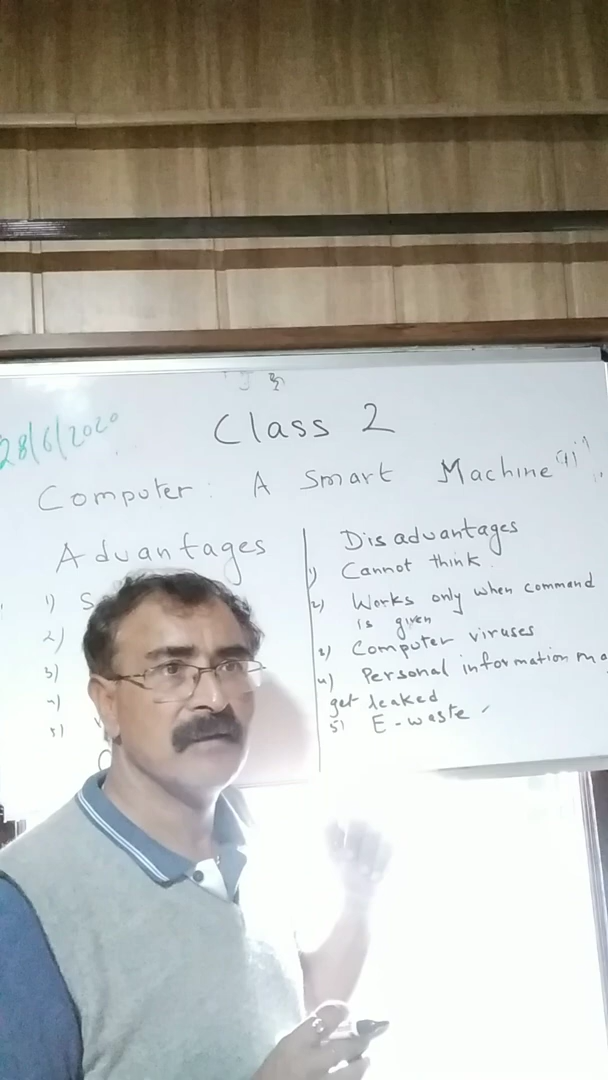 28/6/2020
Class 2
Computer: A Smart Machine
Advantages
1) S
2)
3)
4)
5)
Disadvantages
1) Cannot think.
2) Works only when command
is given
3) Computer viruses
4) Personal information ma
get leaked
5) E-waste